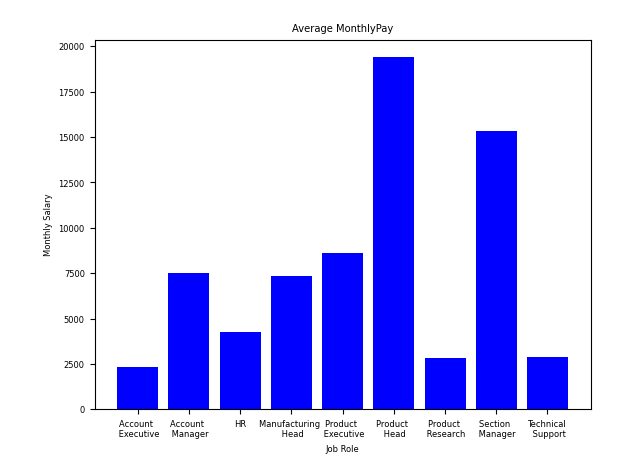 Average MonthlyPay
20000
17500
15000
12500
10000
7500
5000
2500
0
Monthly Salary
Account Executive
Account Manager
HR
Manufacturing Head
Product Executive
Product Head
Product Research
Section Manager
Technical Support
Job Role